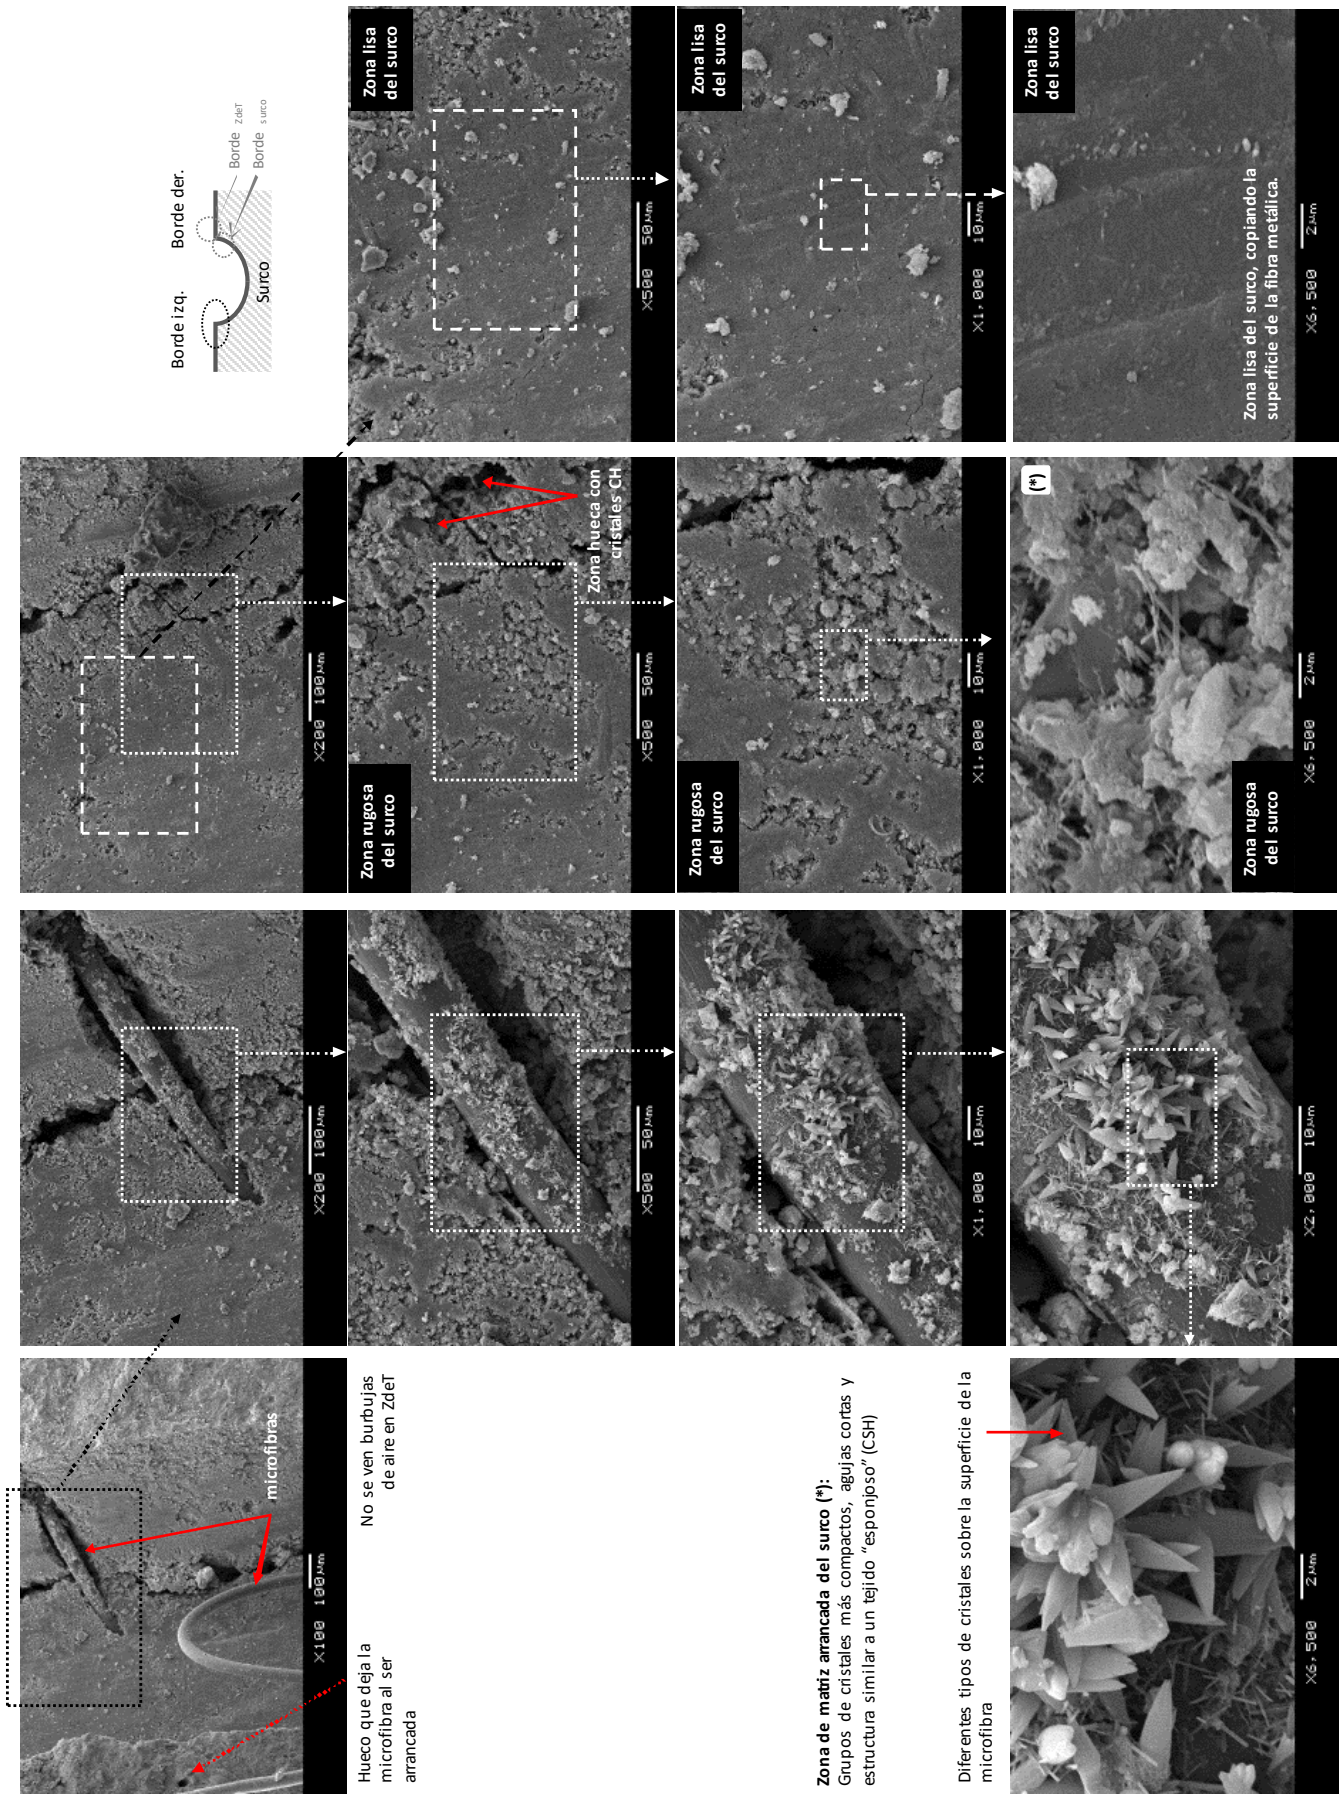 microfibras
X100 100µm
Hueco que deja la
microfibra al ser
arrancada
No se ven burbujas
de aire en ZdeT
Zona de matriz arrancada del surco (*):
Grupos de cristales más compactos, agujas cortas y
estructura similar a un tejido “esponjoso” (CSH)
Diferentes tipos de cristales sobre la superficie de la
microfibra
X6,500 2µm
X200 100µm
X500 50µm
X1,000 10µm
X2,000 10µm
X200 100µm
Zona rugosa
del surco
Zona hueca con
cristales CH
X500 50µm
Zona rugosa
del surco
X1,000 10µm
(*)
Zona rugosa
del surco
X6,500 2µm
Borde izq.
Borde der.
Surco
Borde ZdeT
Borde surco
Zona lisa
del surco
X500 50µm
Zona lisa
del surco
X1,000 10µm
Zona lisa
del surco
Zona lisa del surco, copiando la
superficie de la fibra metálica.
X6,500 2µm